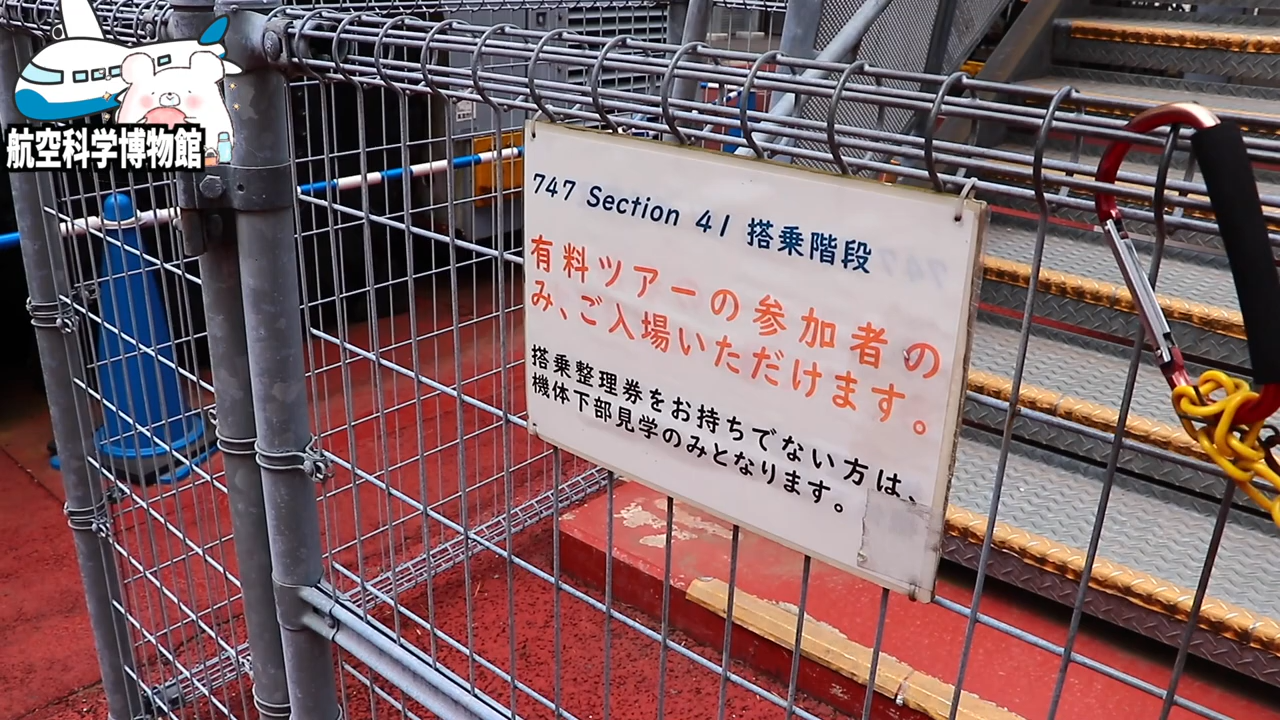 航空科学博物館
747 Section 41 搭乗階段
有料ツアーの参加者の
み、ご入場いただけます。
搭乗整理券をお持ちでない方は、
機体下部見学のみとなります。